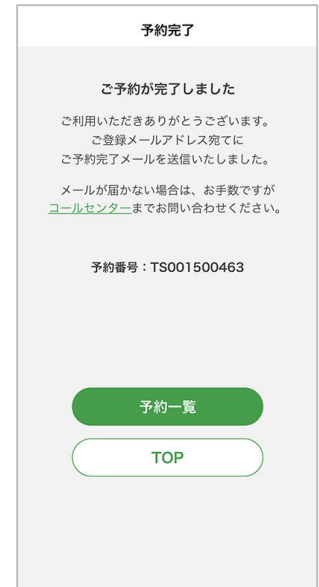 予約完了
ご予約が完了しました
ご利用いただきありがとうございます。
ご登録メールアドレス宛てに
ご予約完了メールを送信いたしました。
メールが届かない場合は、お手数ですが
コールセンターまでお問い合わせください。
予約番号：TS001500463
予約一覧
TOP